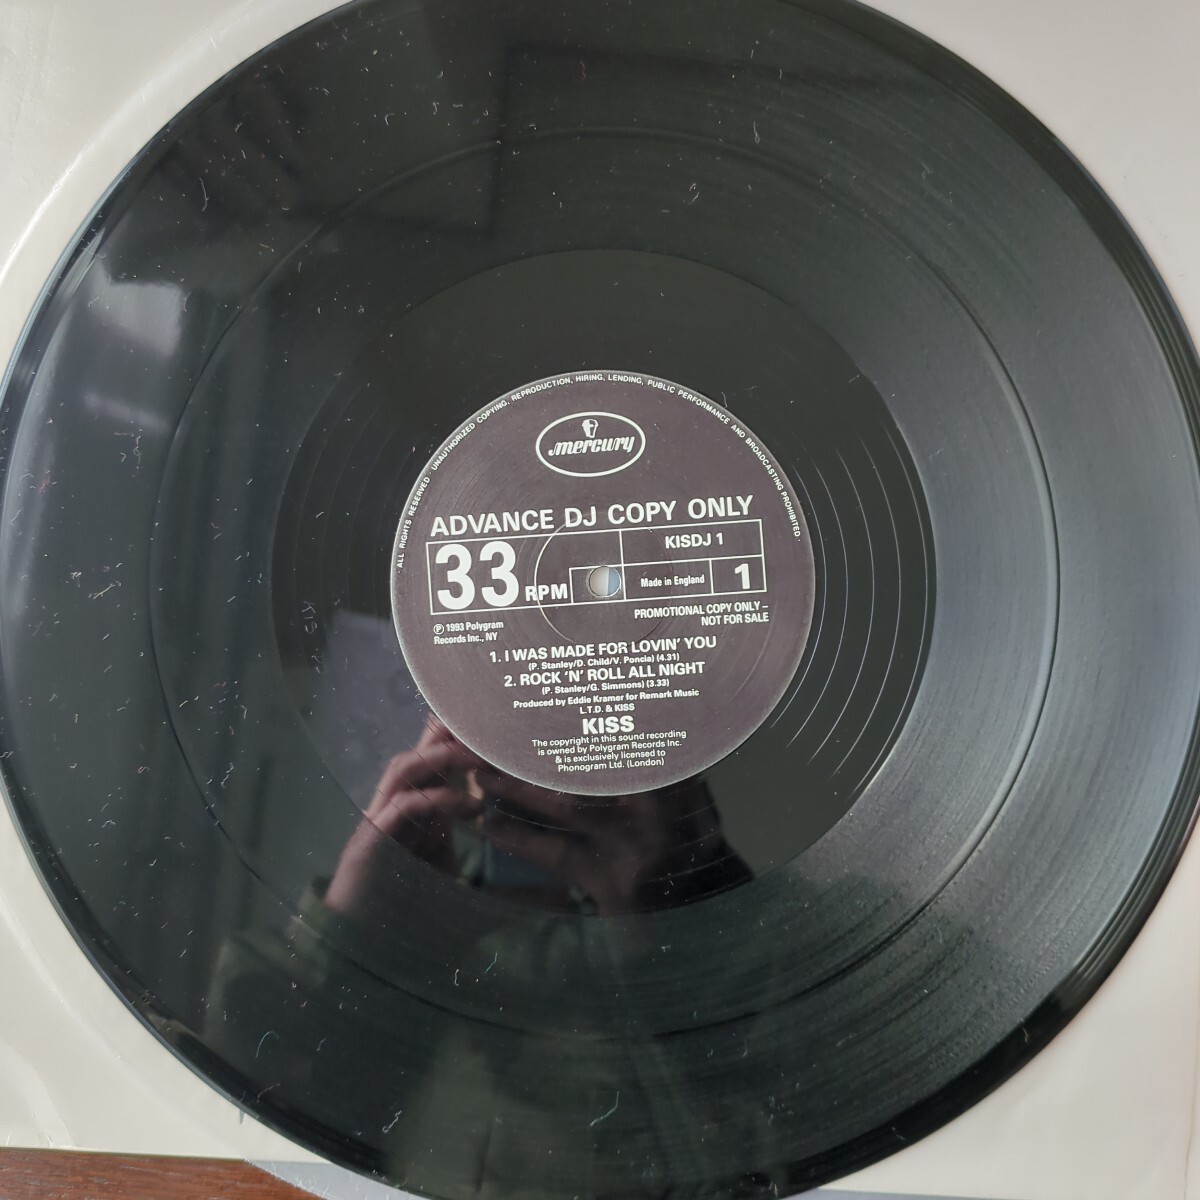 · ALL RIGHTS RESERVED · UNAUTHORIZED COPYING, REPRODUCTION, HIRING, LENDING, PUBLIC PERFORMANCE AND BROADCASTING PROHIBITED ·
mercury
ADVANCE DJ COPY ONLY
33 RPM
KISDJ 1
Made in England
1
PROMOTIONAL COPY ONLY –
NOT FOR SALE
℗ 1993 Polygram
Records Inc., NY
1. I WAS MADE FOR LOVIN' YOU
(P. Stanley/D. Child/V. Poncia) (4.31)
2. ROCK 'N' ROLL ALL NIGHT
(P. Stanley/G. Simmons) (3.33)
Produced by Eddie Kramer for Remark Music
L.T.D. & KISS
KISS
The copyright in this sound recording
is owned by Polygram Records Inc.
& is exclusively licensed to
Phonogram Ltd. (London)